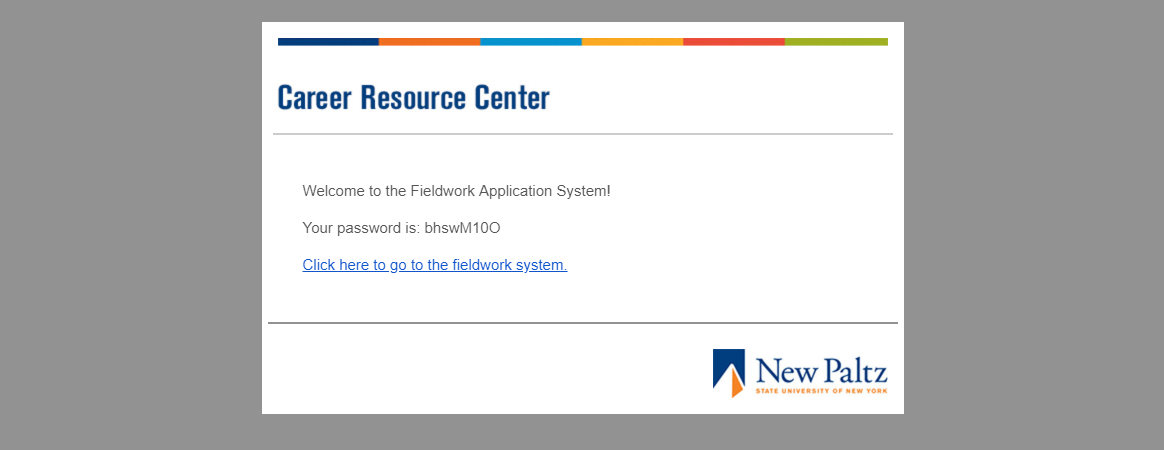 Career Resource Center
Welcome to the Fieldwork Application System!
Your password is: bhswM10O
Click here to go to the fieldwork system.
New Paltz
STATE UNIVERSITY OF NEW YORK